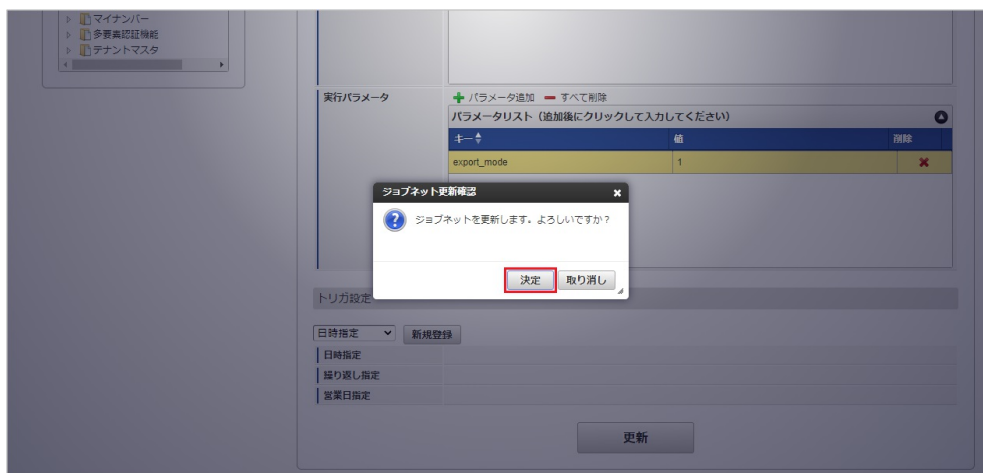 マイナンバー
多要素認証機能
テナントマスタ
実行パラメータ
パラメータ追加 すべて削除
パラメータリスト（追加後にクリックして入力してください）
キー 値 削除
export_mode 1
ジョブネット更新確認
ジョブネットを更新します。よろしいですか？
決定 取り消し
トリガ設定
日時指定 新規登録
日時指定
繰り返し指定
営業日指定
更新